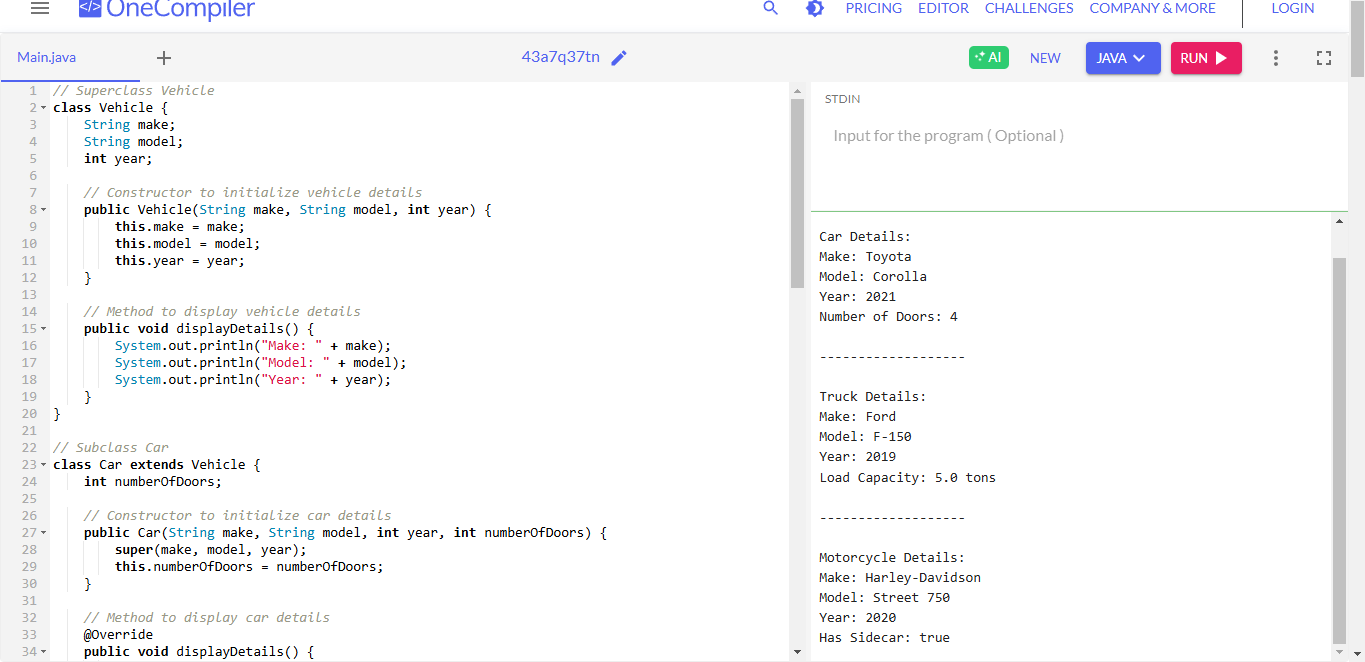 </> OneCompiler
PRICING EDITOR CHALLENGES COMPANY & MORE LOGIN
Main.java
43a7q37tn
AI NEW JAVA RUN
1 // Superclass Vehicle
2 class Vehicle {
3 String make;
4 String model;
5 int year;
6
7 // Constructor to initialize vehicle details
8 public Vehicle(String make, String model, int year) {
9 this.make = make;
10 this.model = model;
11 this.year = year;
12 }
13
14 // Method to display vehicle details
15 public void displayDetails() {
16 System.out.println("Make: " + make);
17 System.out.println("Model: " + model);
18 System.out.println("Year: " + year);
19 }
20 }
21
22 // Subclass Car
23 class Car extends Vehicle {
24 int numberOfDoors;
25
26 // Constructor to initialize car details
27 public Car(String make, String model, int year, int numberOfDoors) {
28 super(make, model, year);
29 this.numberOfDoors = numberOfDoors;
30 }
31
32 // Method to display car details
33 @Override
34 public void displayDetails() {
STDIN
Input for the program ( Optional )
Car Details:
Make: Toyota
Model: Corolla
Year: 2021
Number of Doors: 4
-------------------
Truck Details:
Make: Ford
Model: F-150
Year: 2019
Load Capacity: 5.0 tons
-------------------
Motorcycle Details:
Make: Harley-Davidson
Model: Street 750
Year: 2020
Has Sidecar: true